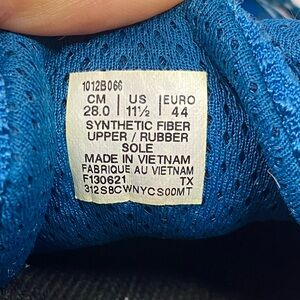 1012B066
CM | US | EURO
28.0 | 11½ | 44
SYNTHETIC FIBER
UPPER / RUBBER
SOLE
MADE IN VIETNAM
FABRIQUE AU VIETNAM
F130621 TX
312S8CWNYCS00MT